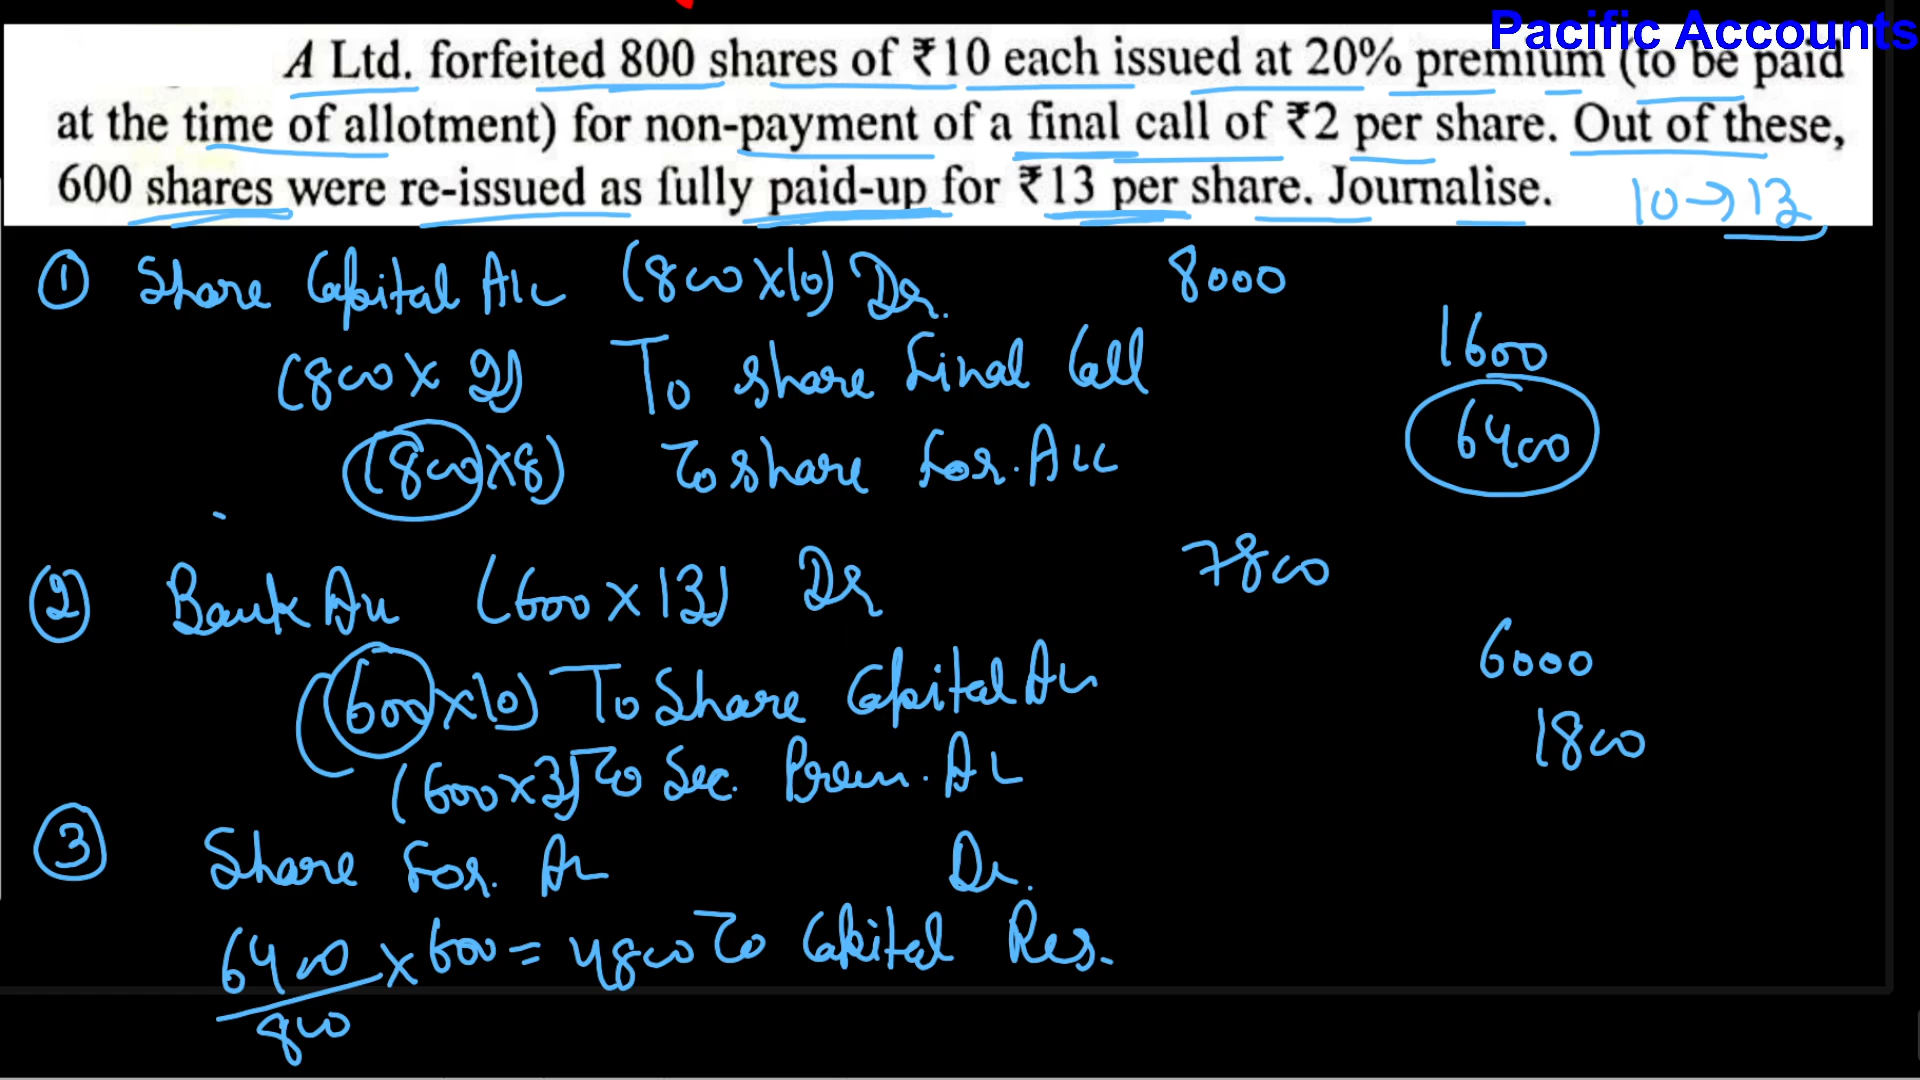 Pacific Accounts
A Ltd. forfeited 800 shares of ₹10 each issued at 20% premium (to be paid
at the time of allotment) for non-payment of a final call of ₹2 per share. Out of these,
600 shares were re-issued as fully paid-up for ₹13 per share. Journalise.
10→13
① Share Capital A/c (800×10) Dr. 8000
(800×2) To Share Final Call 1600
(800×8) To Share For. A/c 6400
② Bank A/c (600×13) Dr 7800
(600×10) To Share Capital A/c 6000
(600×3) To Sec. Prem. A/c 1800
③ Share For. A/c Dr.
6400/800 × 600 = 4800 To Capital Res.